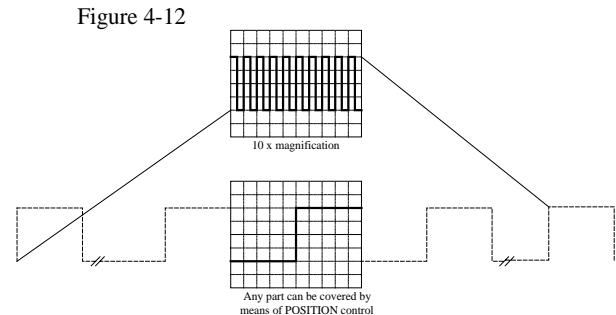 Figure 4-12
10 x magnification
Any part can be covered by
means of POSITION control